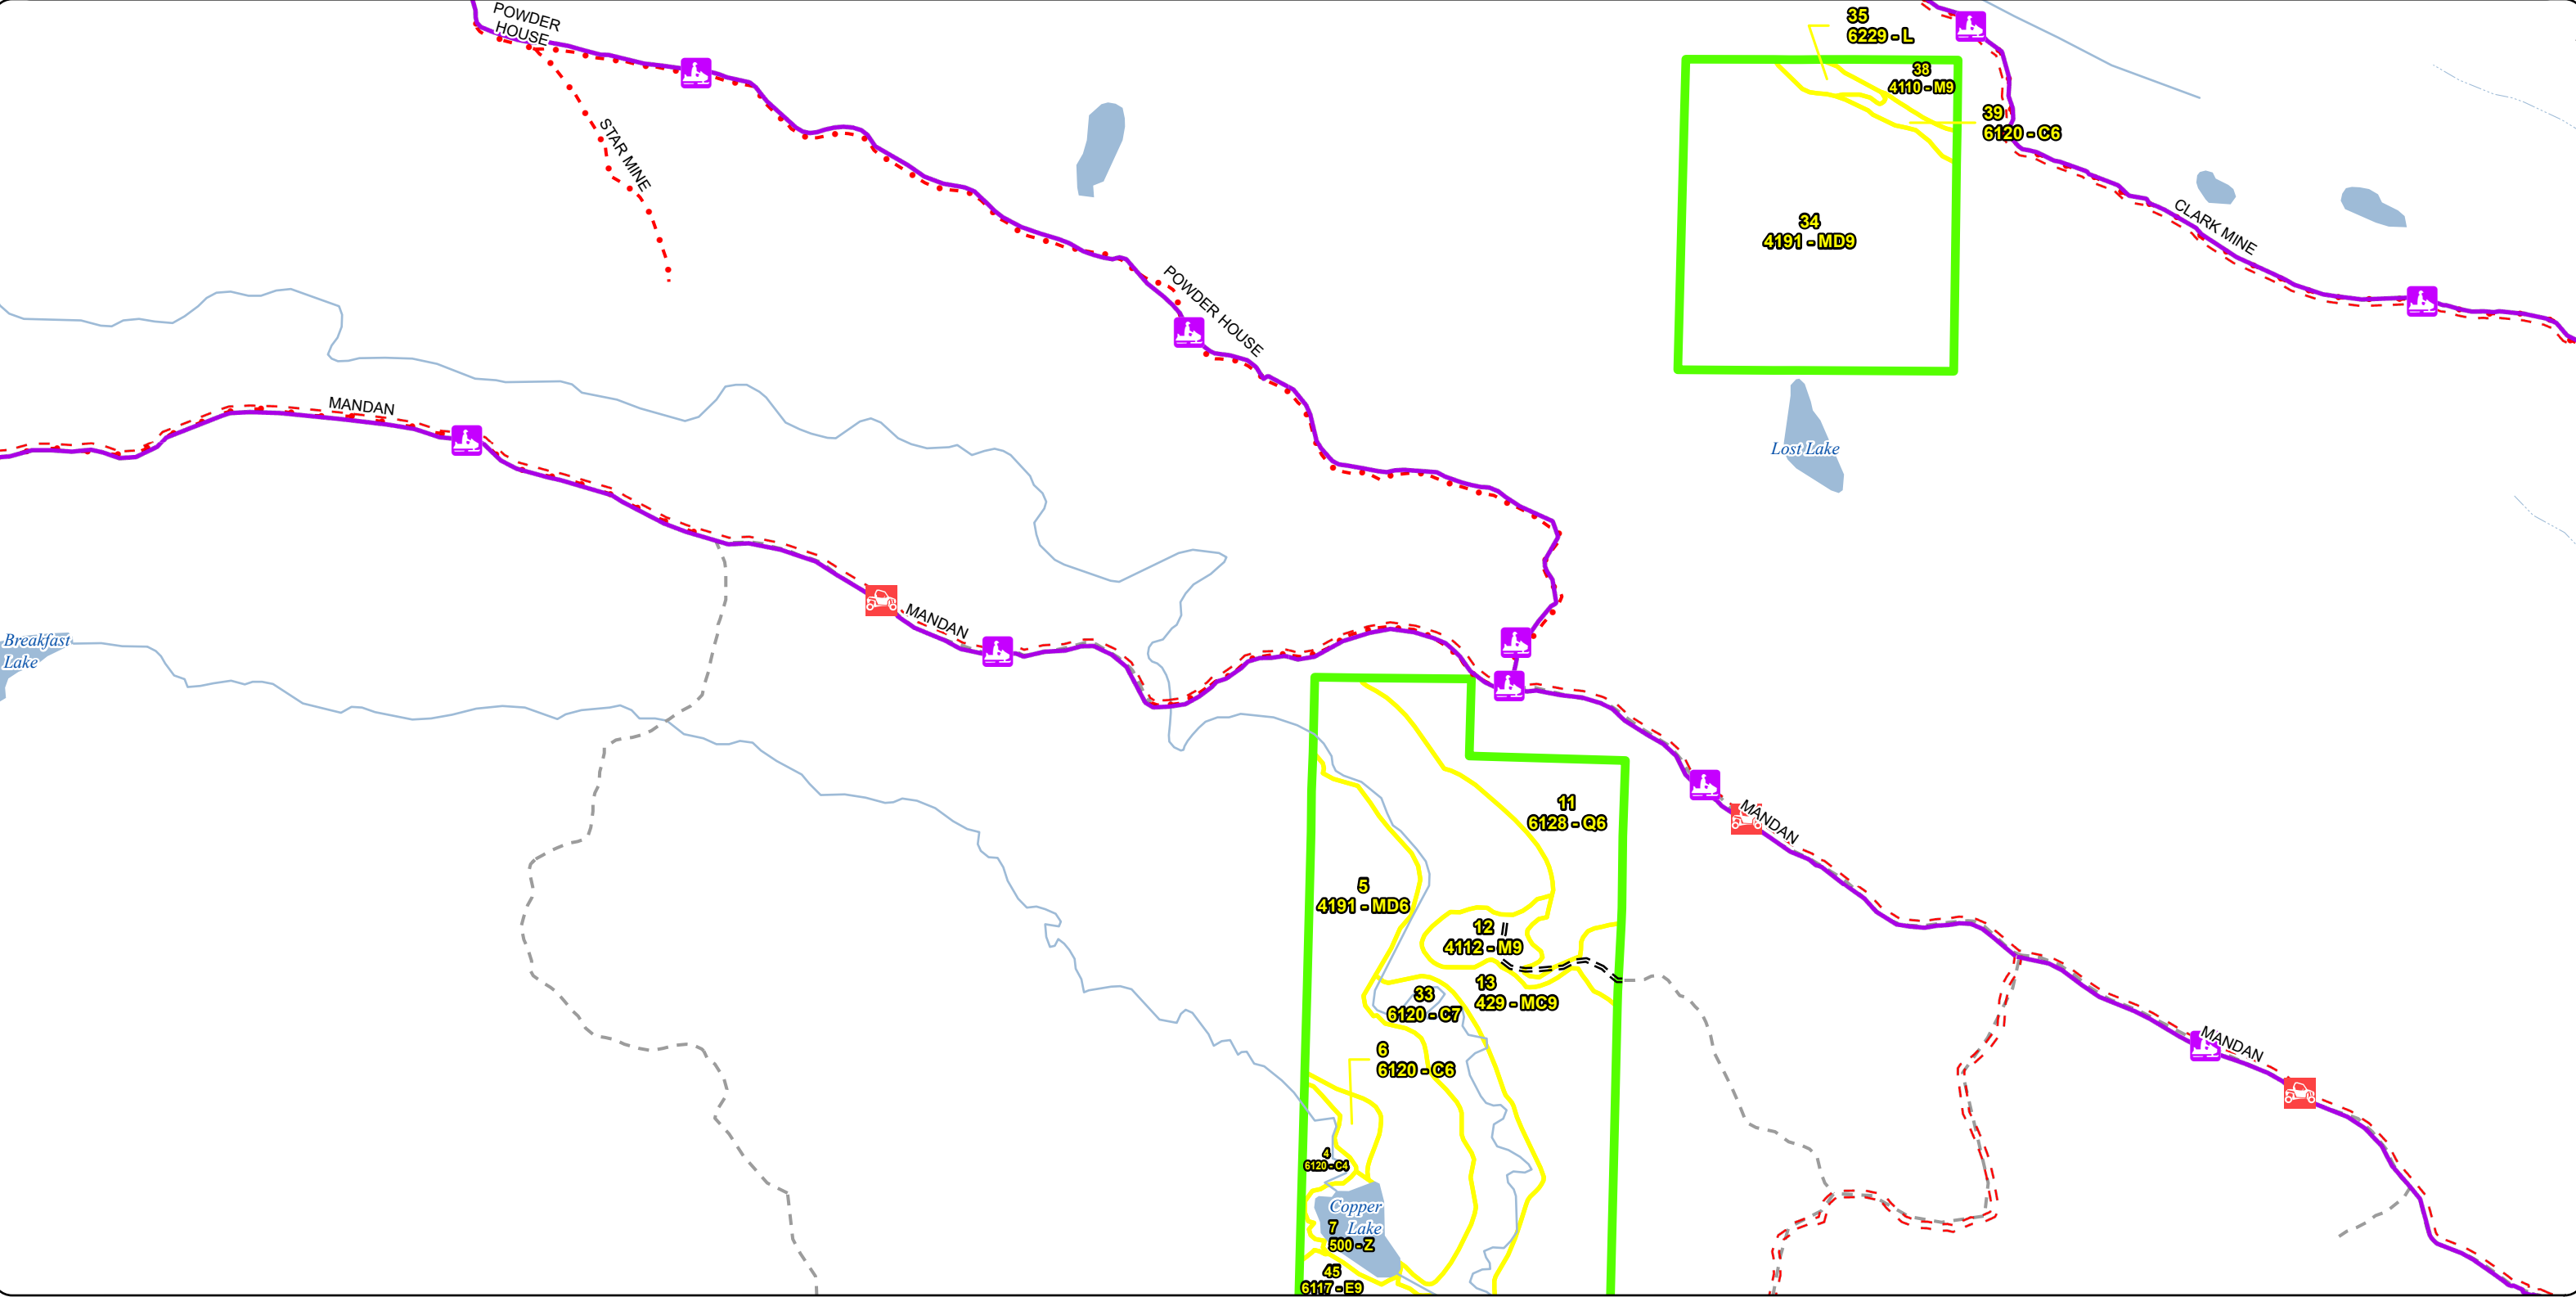 POWDER
HOUSE
35
6229 - L
38
4110 - M9
39
6120 - C6
STAR MINE
34
4191 - MD9
CLARK MINE
POWDER HOUSE
MANDAN
Lost Lake
MANDAN
Breakfast
Lake
11
6128 - Q6
MANDAN
5
4191 - MD6
12
4112 - M9
13
429 - MC9
33
6120 - C7
6
6120 - C6
MANDAN
4
6120 - C4
Copper
Lake
7
500 - Z
45
6117 - E9